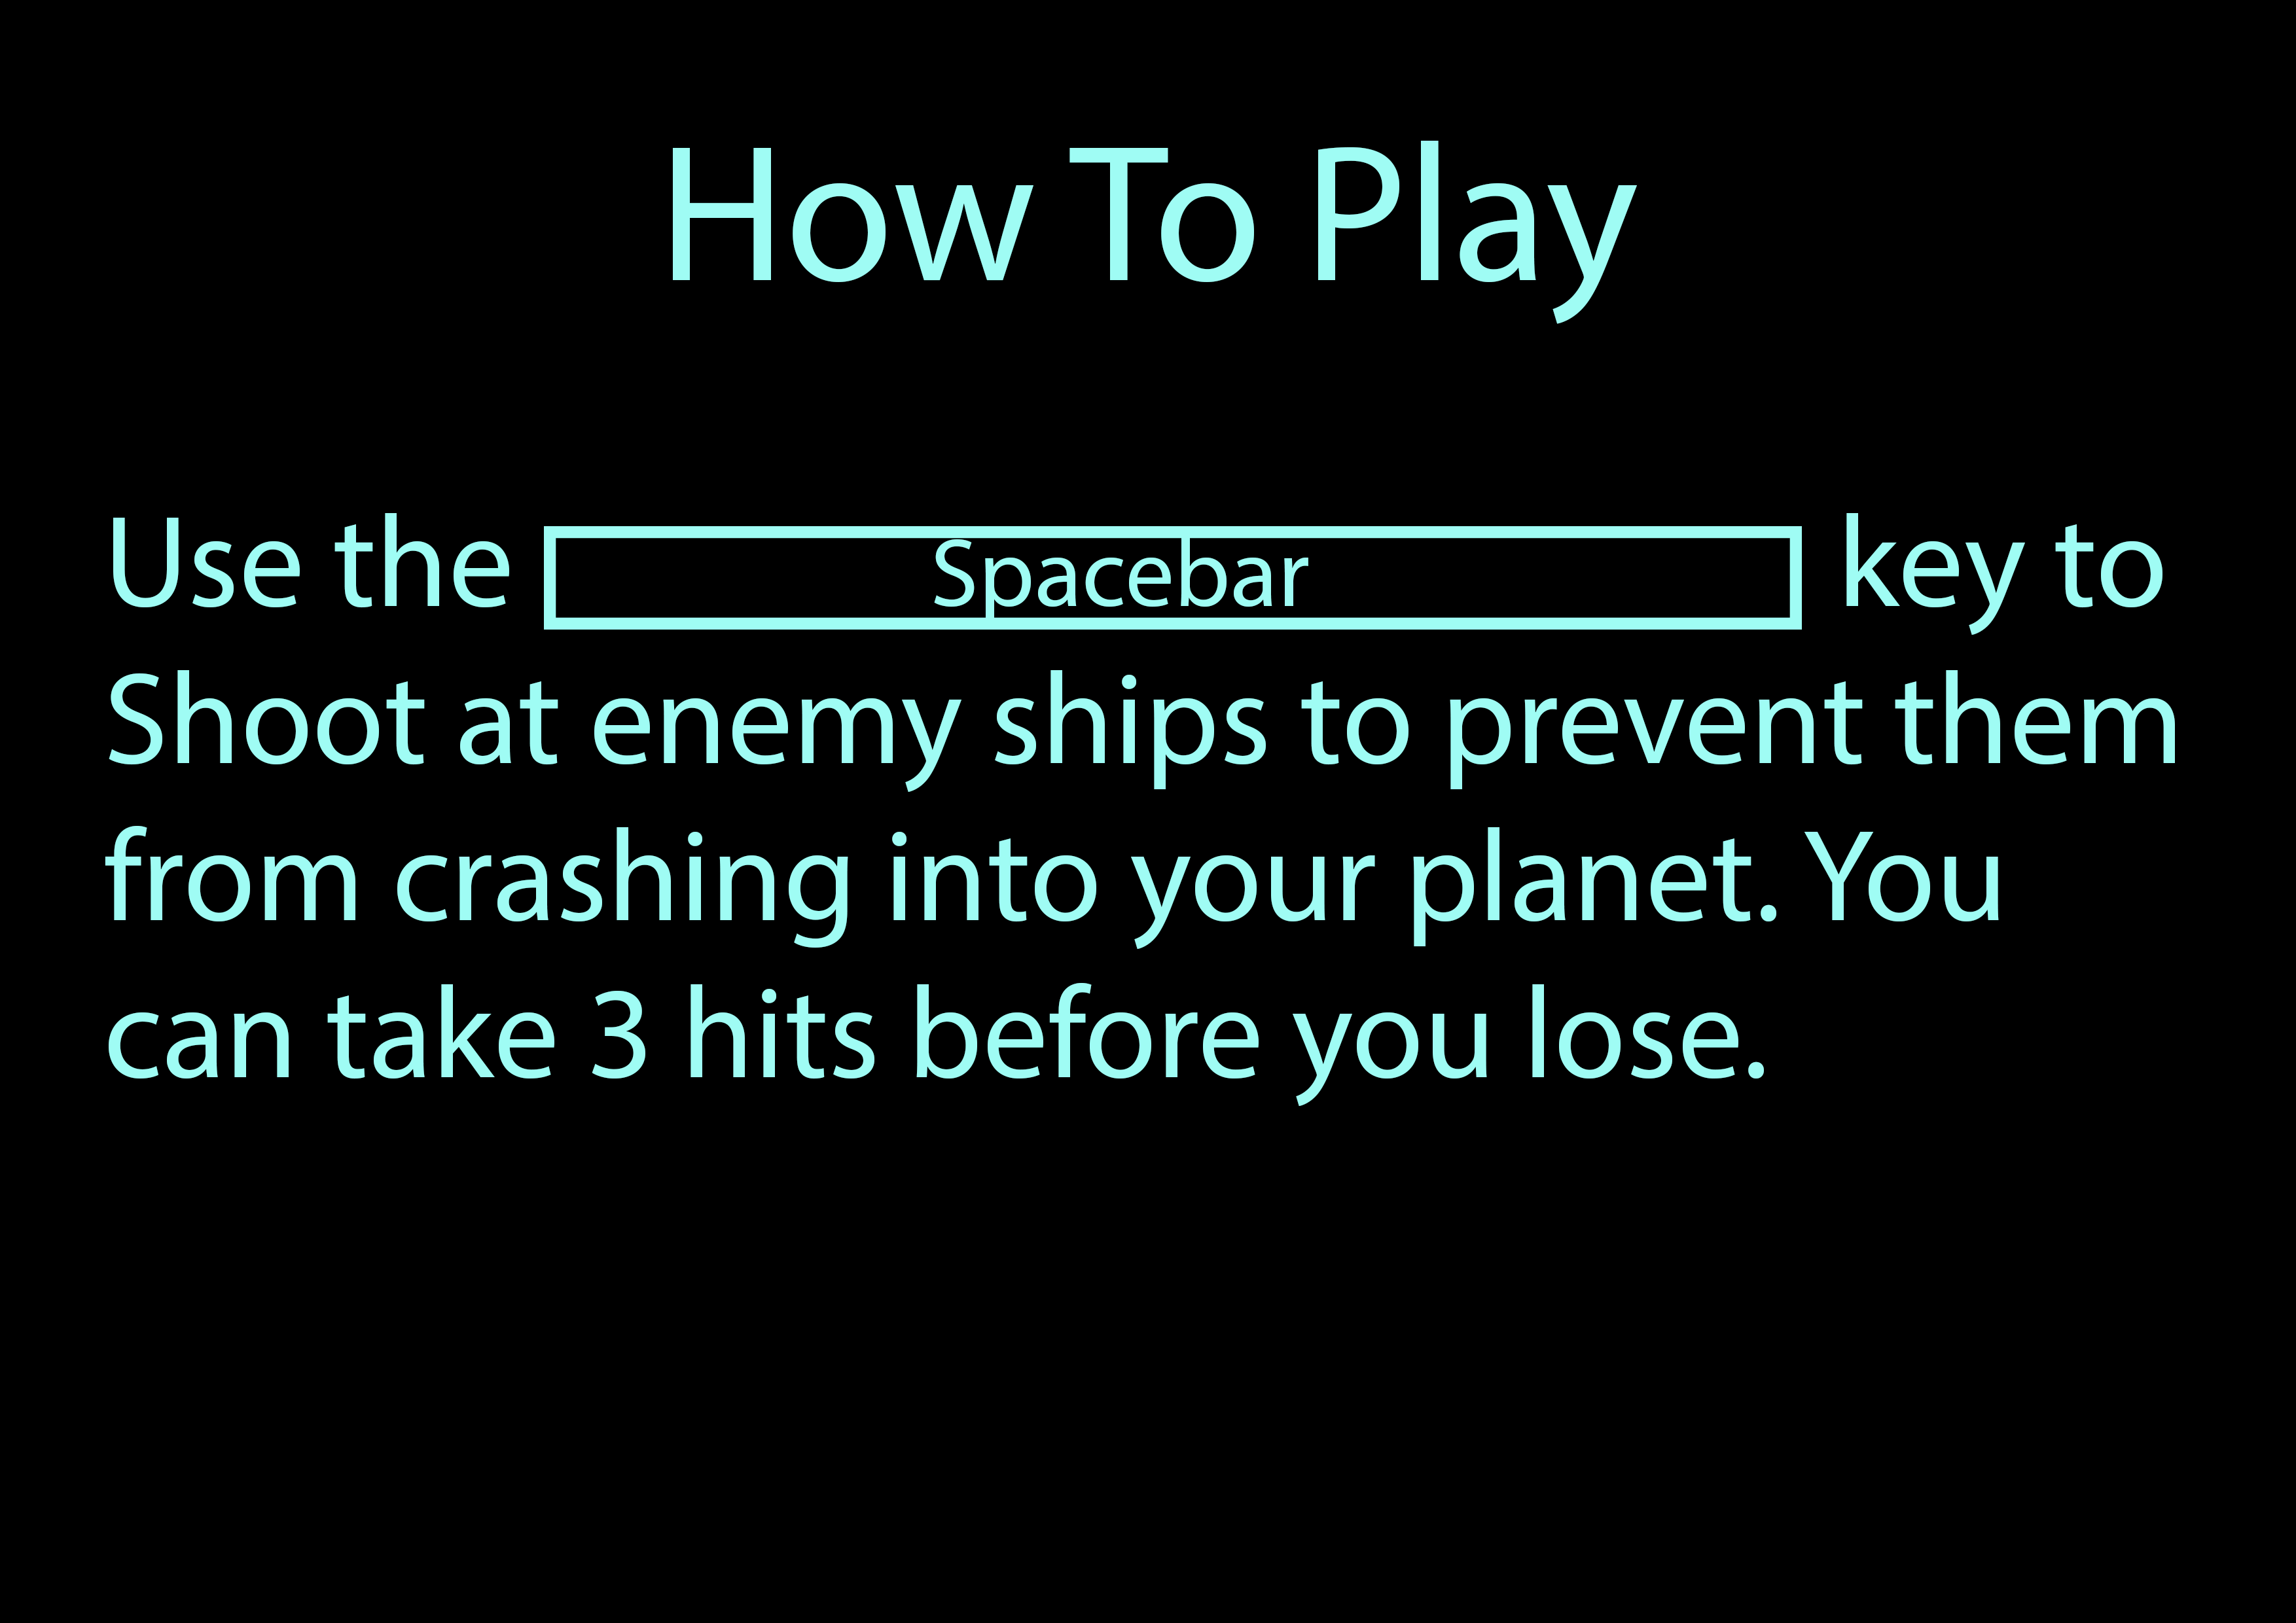 How To Play
Use the Spacebar key to
Shoot at enemy ships to prevent them
from crashing into your planet. You
can take 3 hits before you lose.